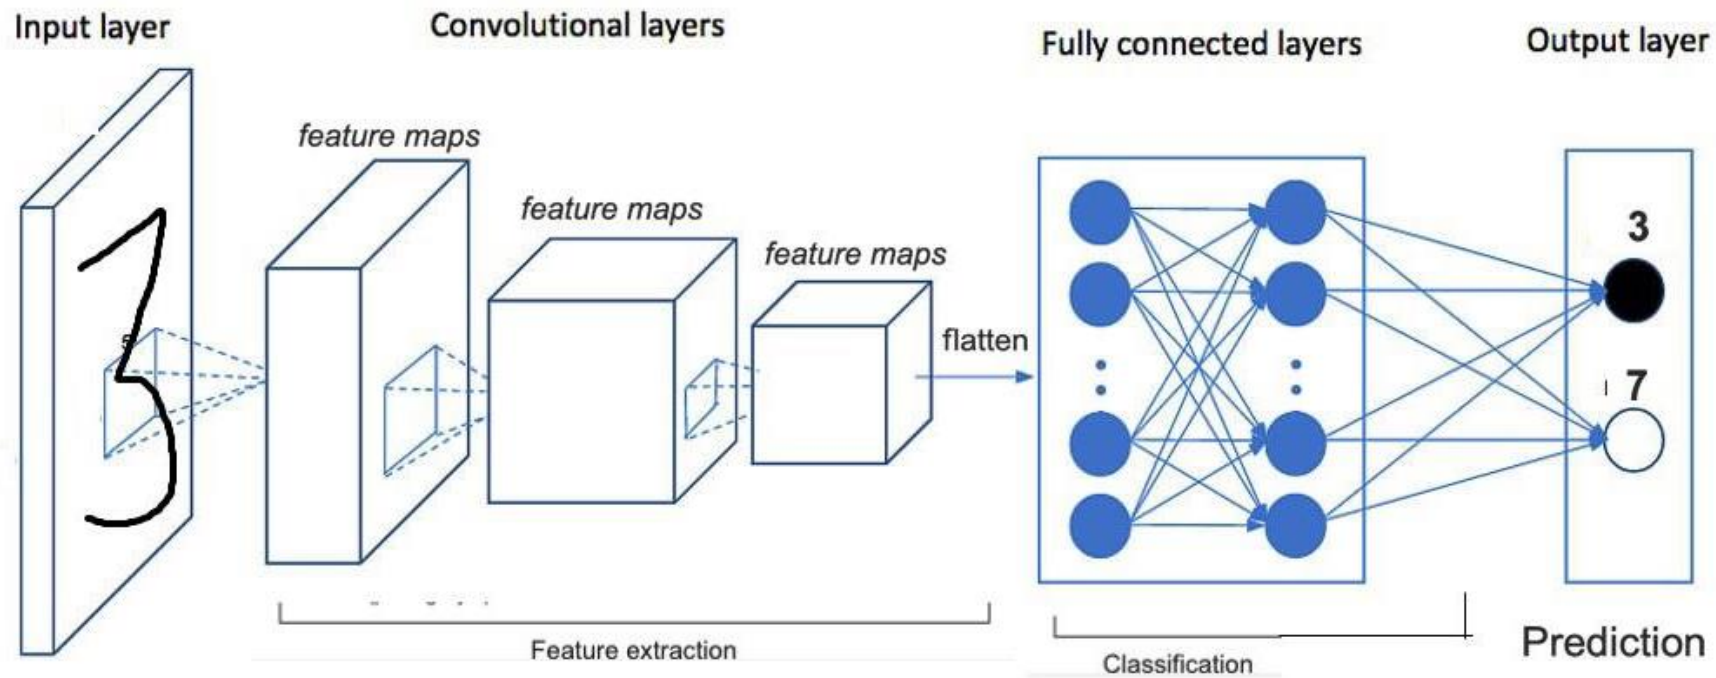 Input layer
Convolutional layers
Fully connected layers
Output layer
feature maps
feature maps
feature maps
flatten
3
3
7
Feature extraction
Classification
Prediction